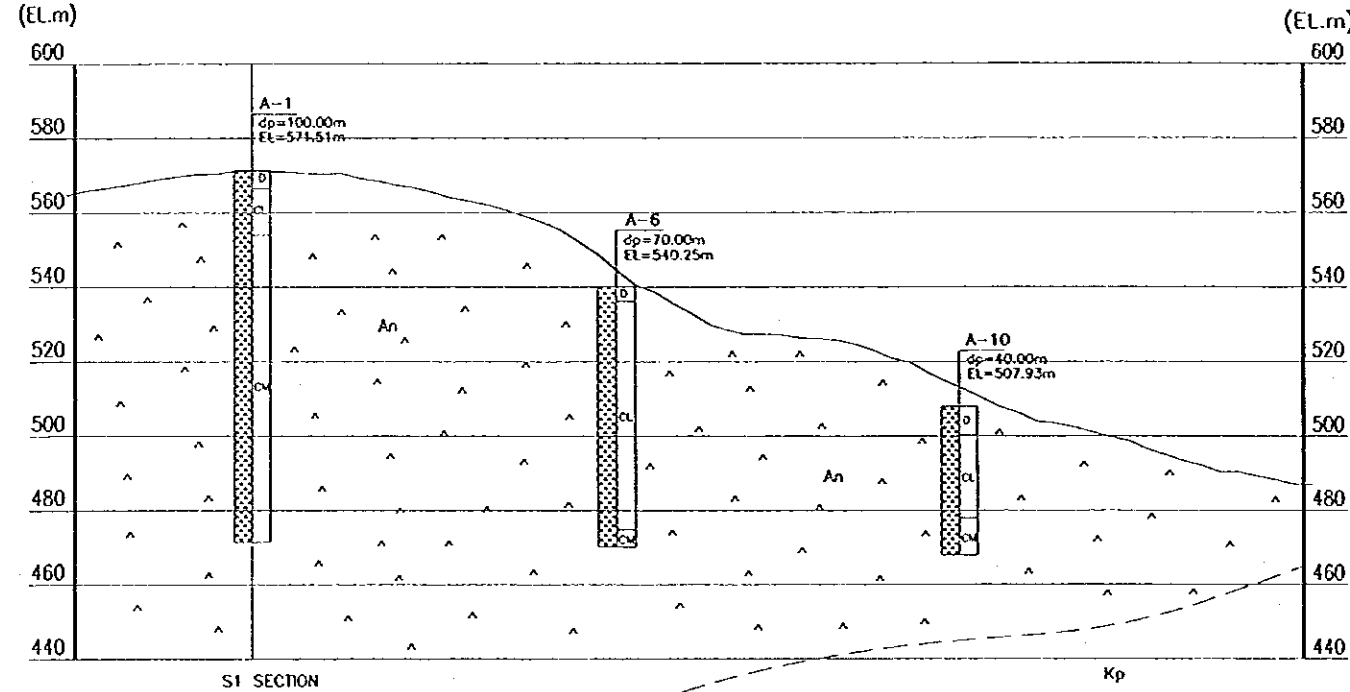 (EL.m)
(EL.m)
600
600
A-1
dp=100.00m
EL=571.51m
580
580
D
560
560
CL
A-6
dp=70.00m
EL=540.25m
540
540
D
An
520
520
A-10
dp=40.00m
EL=507.93m
CM
500
500
CL
D
An
CL
480
480
CM
CM
460
460
440
440
S1 SECTION
Kp